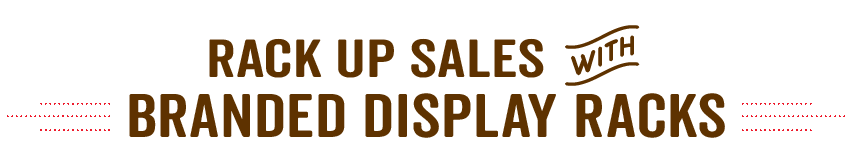 RACK UP SALES WITH
BRANDED DISPLAY RACKS